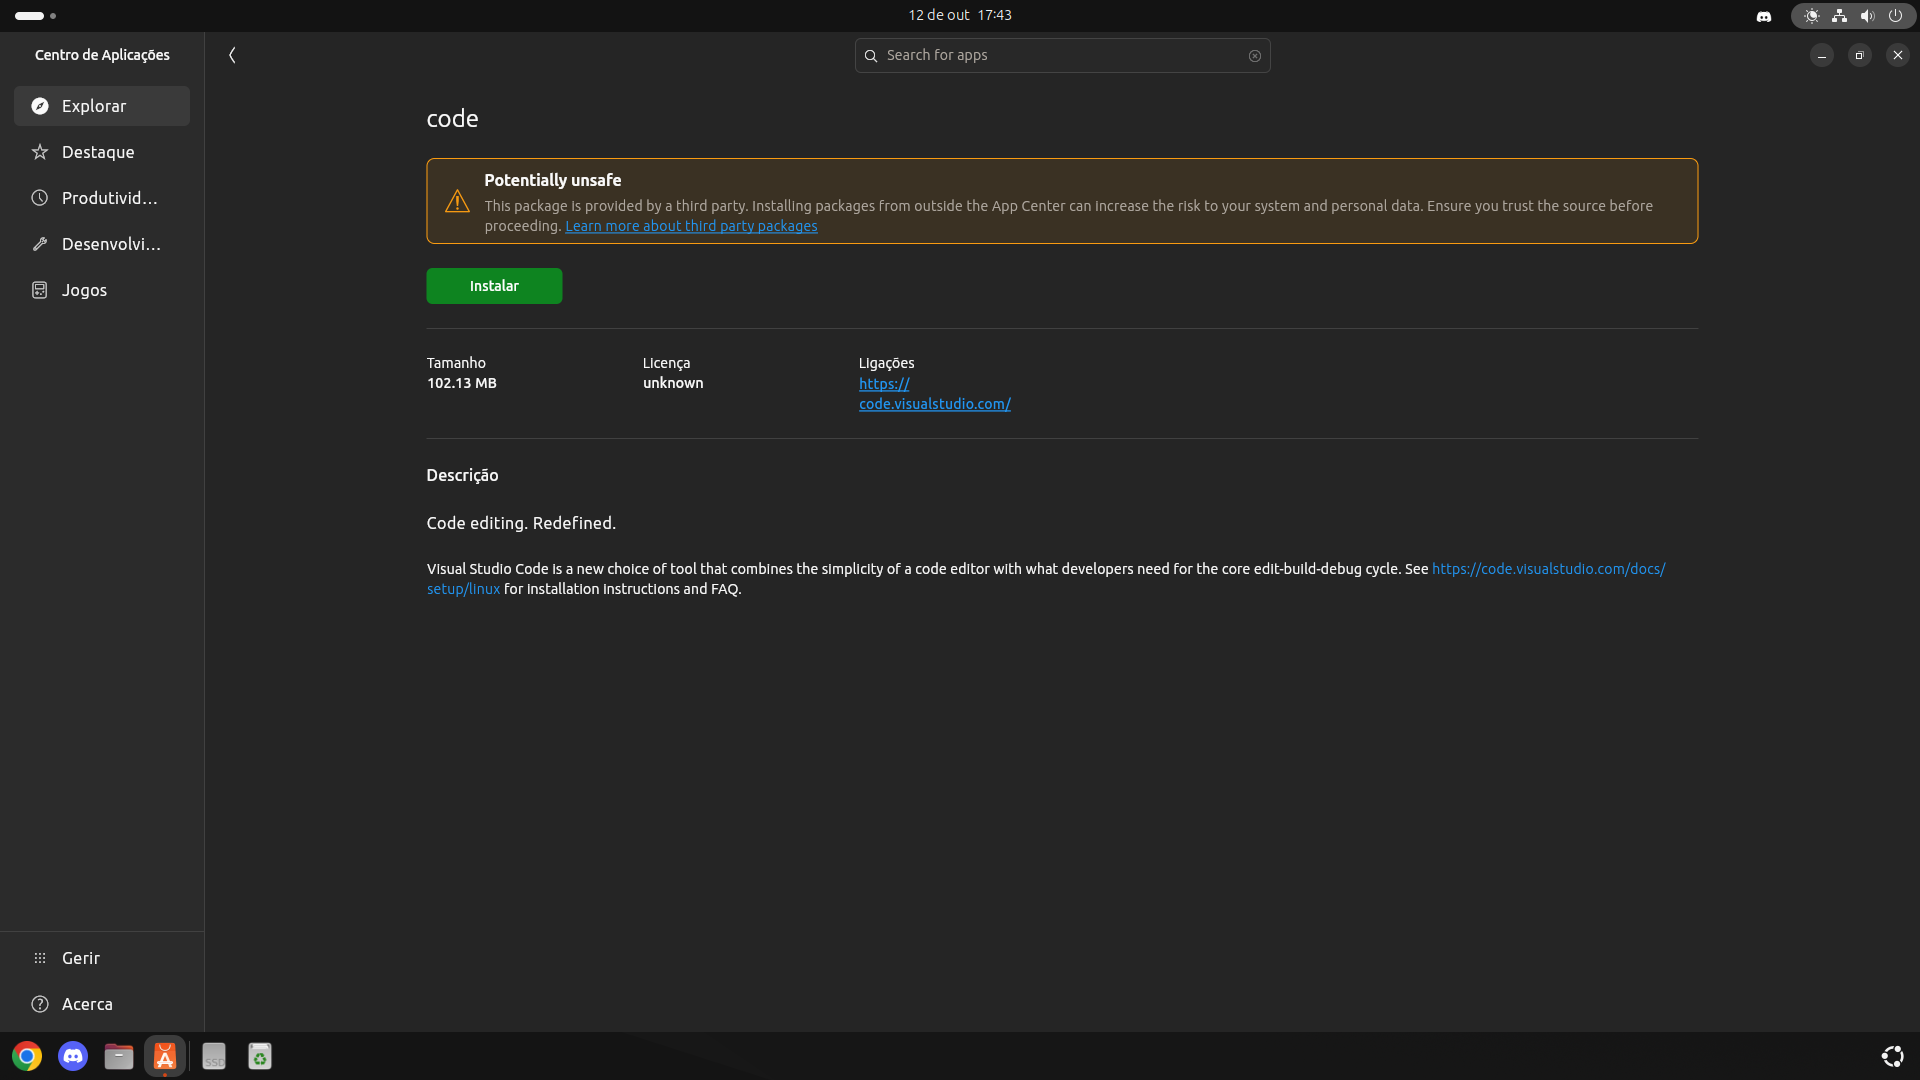 12 de out 17:43
Centro de Aplicações
Search for apps
Explorar
Destaque
Produtivid...
Desenvolvi...
Jogos
code
Potentially unsafe
This package is provided by a third party. Installing packages from outside the App Center can increase the risk to your system and personal data. Ensure you trust the source before
proceeding. Learn more about third party packages
Instalar
Tamanho
102.13 MB
Licença
unknown
Ligações
https://
code.visualstudio.com/
Descrição
Code editing. Redefined.
Visual Studio Code is a new choice of tool that combines the simplicity of a code editor with what developers need for the core edit-build-debug cycle. See https://code.visualstudio.com/docs/
setup/linux for installation instructions and FAQ.
Gerir
Acerca
SSD